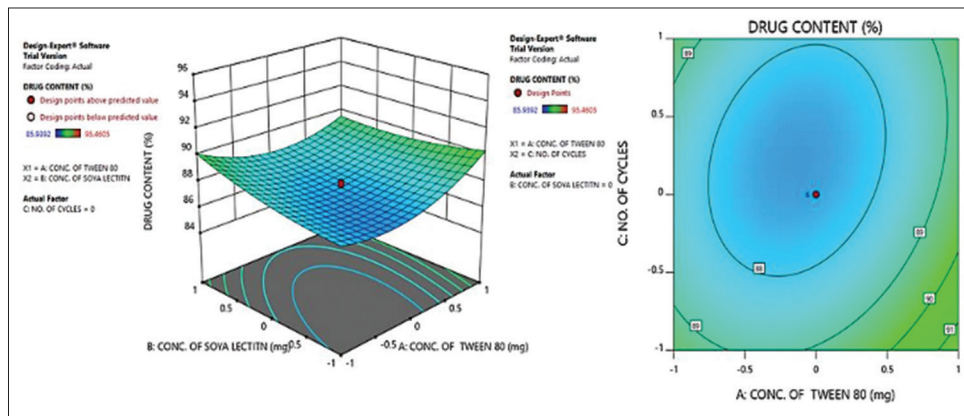 Design-Expert® Software
Trial Version
Factor Coding: Actual
DRUG CONTENT (%)
Design points above predicted value
Design points below predicted value
85.9392 95.4605
X1 = A: CONC. OF TWEEN 80
X2 = B: CONC. OF SOYA LECTITN
Actual Factor
C: NO. OF CYCLES = 0
DRUG CONTENT (%)
96
94
92
90
88
86
84
1
0.5
0
-0.5
-1
1
0.5
0
-0.5
-1
B: CONC. OF SOYA LECTITN (mg)
A: CONC. OF TWEEN 80 (mg)
Design-Expert® Software
Trial Version
Factor Coding: Actual
DRUG CONTENT (%)
Design Points
85.9392 95.4605
X1 = A: CONC. OF TWEEN 80
X2 = C: NO. OF CYCLES
Actual Factor
B: CONC. OF SOYA LECTITN = 0
DRUG CONTENT (%)
C: NO. OF CYCLES
1
0.5
0
-0.5
-1
89
6
88
89
90
91
89
-1
-0.5
0
0.5
1
A: CONC. OF TWEEN 80 (mg)